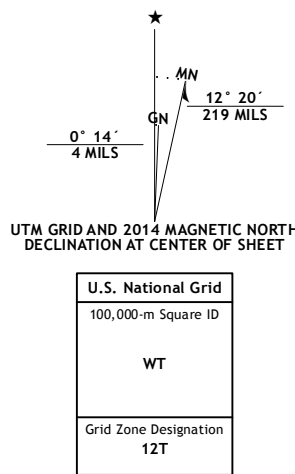 MN
GN
12° 20´
219 MILS
0° 14´
4 MILS
UTM GRID AND 2014 MAGNETIC NORTH
DECLINATION AT CENTER OF SHEET
U.S. National Grid
100,000-m Square ID
WT
Grid Zone Designation
12T